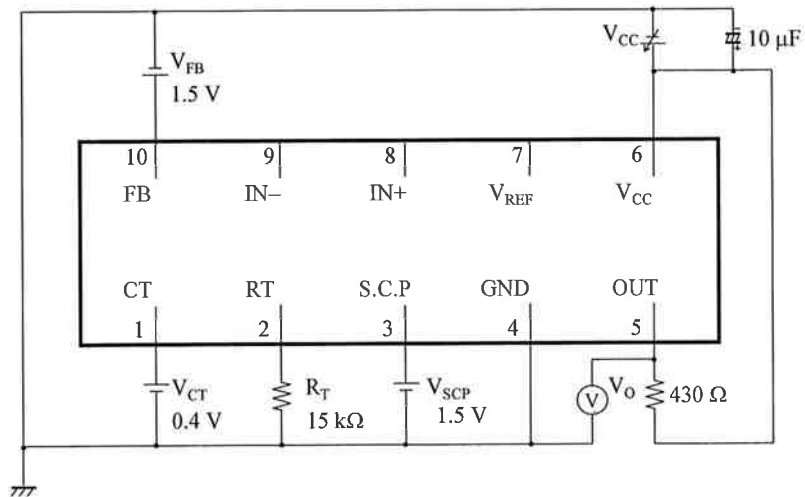 V_CC 10 μF
V_FB
1.5 V
10 9 8 7 6
FB IN– IN+ V_REF V_CC
CT RT S.C.P GND OUT
1 2 3 4 5
V_CT R_T V_SCP V V_O 430 Ω
0.4 V 15 kΩ 1.5 V